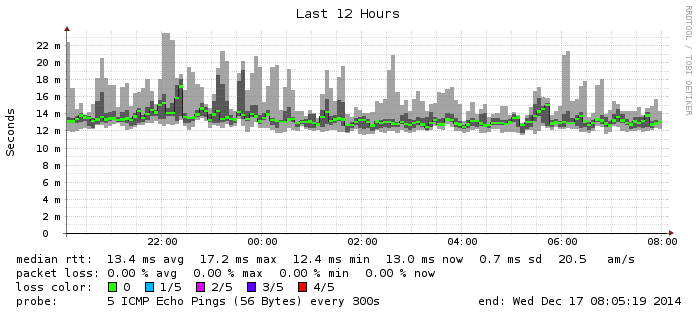 Last 12 Hours
RRDTOOL / TOBI OETIKER
Seconds
22 m
20 m
18 m
16 m
14 m
12 m
10 m
8 m
6 m
4 m
2 m
0
22:00 00:00 02:00 04:00 06:00 08:00
median rtt: 13.4 ms avg 17.2 ms max 12.4 ms min 13.0 ms now 0.7 ms sd 20.5 am/s
packet loss: 0.00 % avg 0.00 % max 0.00 % min 0.00 % now
loss color: 0 1/5 2/5 3/5 4/5
probe: 5 ICMP Echo Pings (56 Bytes) every 300s end: Wed Dec 17 08:05:19 2014